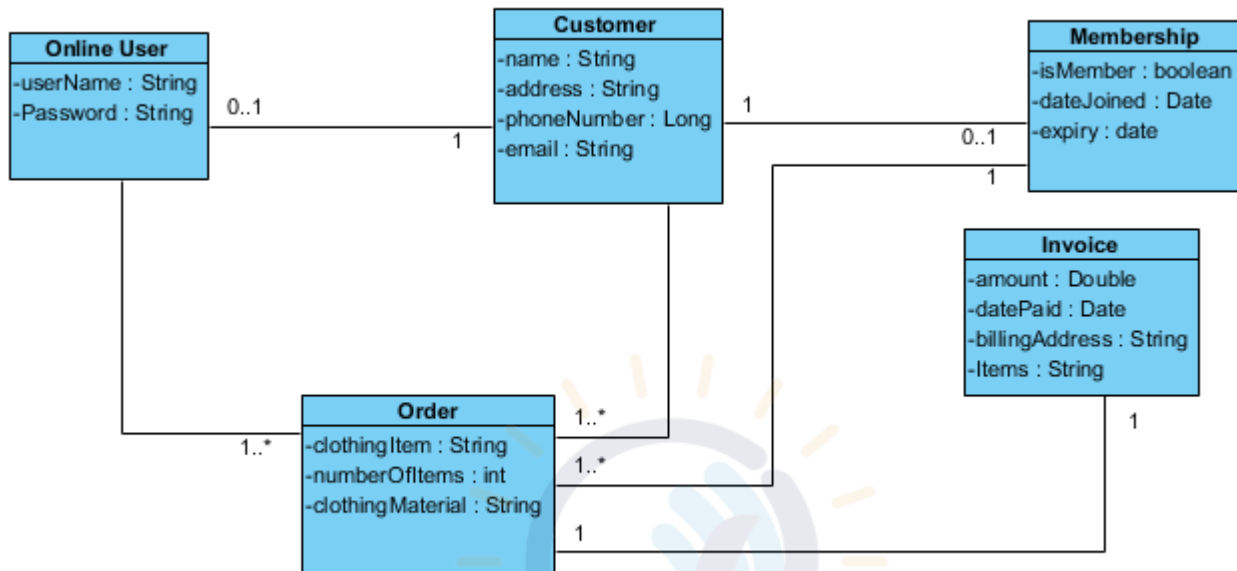 Online User
-userName : String
-Password : String
0..1
1
Customer
-name : String
-address : String
-phoneNumber : Long
-email : String
1
0..1
1
Membership
-isMember : boolean
-dateJoined : Date
-expiry : date
Invoice
-amount : Double
-datePaid : Date
-billingAddress : String
-Items : String
1
1..*
Order
-clothingItem : String
-numberOfItems : int
-clothingMaterial : String
1..*
1..*
1